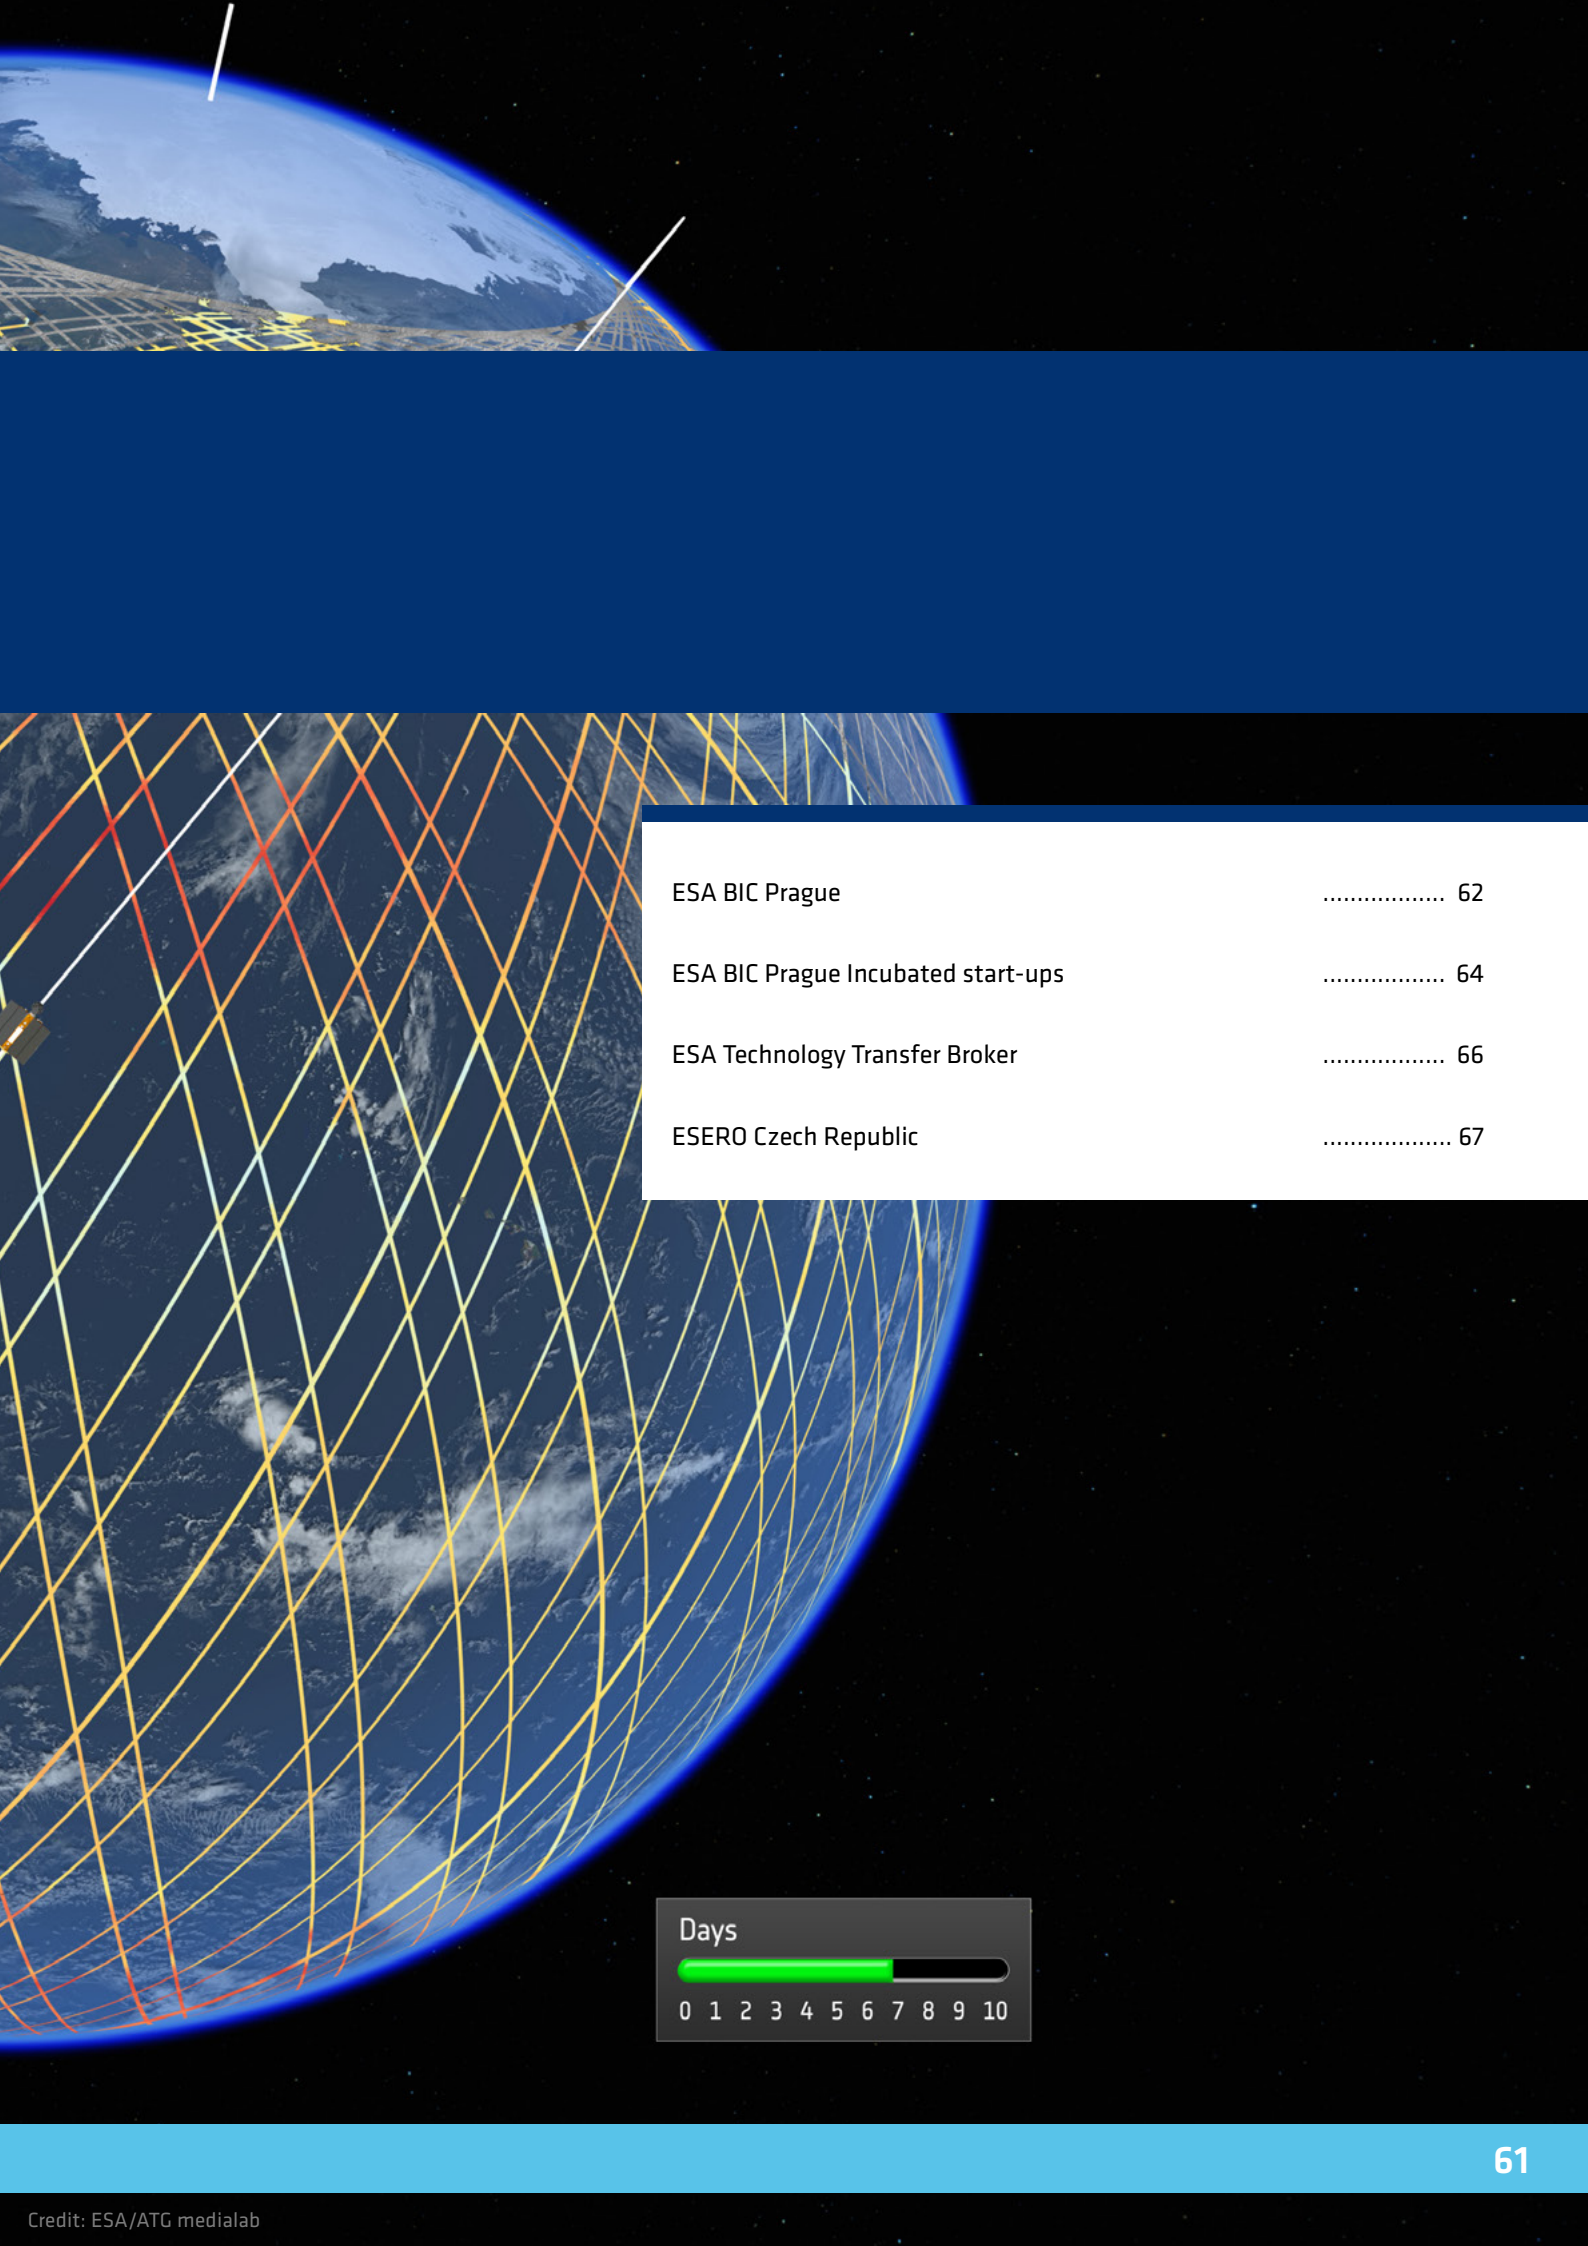 ESA BIC Prague .................. 62
ESA BIC Prague Incubated start-ups .................. 64
ESA Technology Transfer Broker .................. 66
ESERO Czech Republic ................... 67
Days
0 1 2 3 4 5 6 7 8 9 10
61
Credit: ESA/ATG medialab